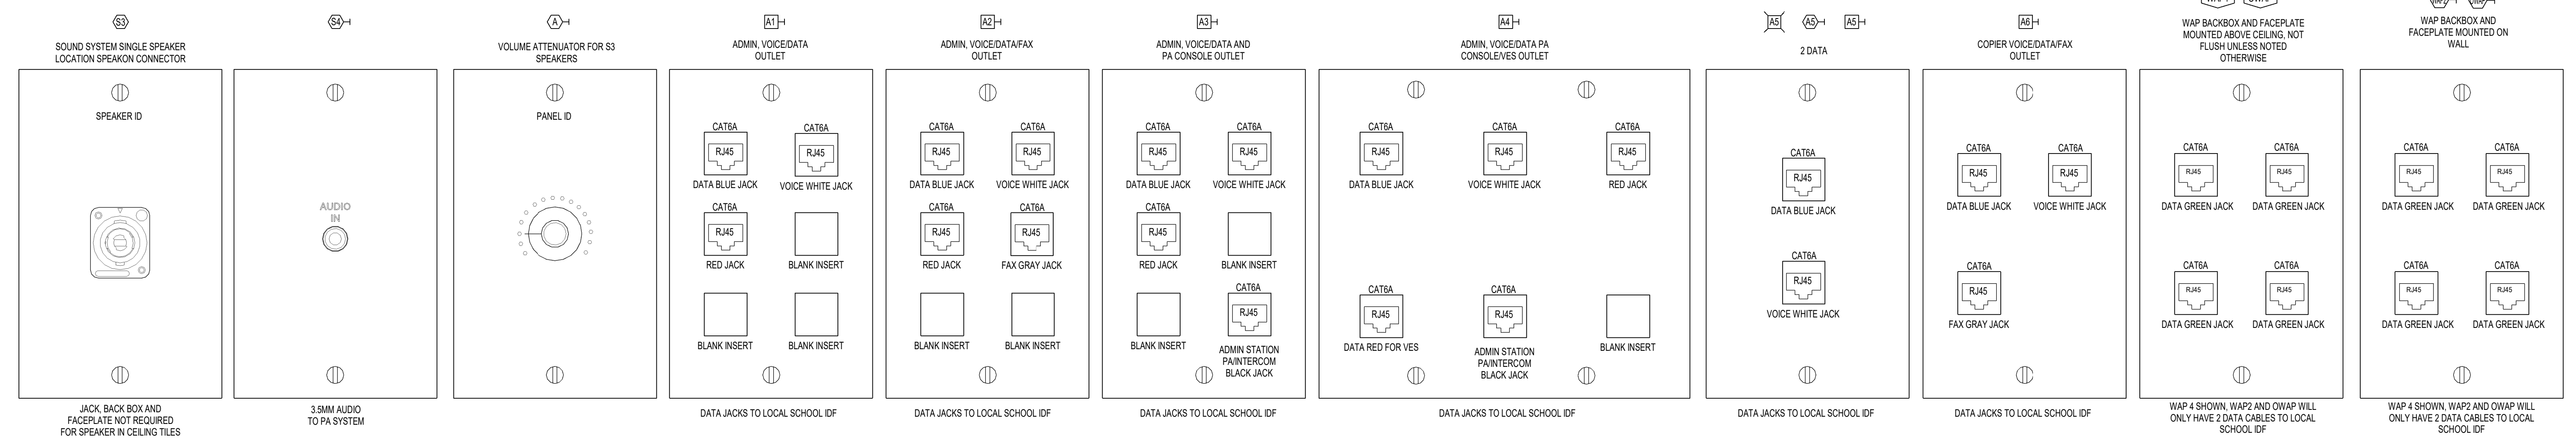 S3
SOUND SYSTEM SINGLE SPEAKER
LOCATION SPEAKON CONNECTOR
SPEAKER ID
JACK, BACK BOX AND
FACEPLATE NOT REQUIRED
FOR SPEAKER IN CEILING TILES
S4
AUDIO
IN
3.5MM AUDIO
TO PA SYSTEM
A
VOLUME ATTENUATOR FOR S3
SPEAKERS
PANEL ID
A1
ADMIN, VOICE/DATA
OUTLET
CAT6A CAT6A
RJ45 RJ45
DATA BLUE JACK VOICE WHITE JACK
CAT6A
RJ45
RED JACK BLANK INSERT
BLANK INSERT BLANK INSERT
DATA JACKS TO LOCAL SCHOOL IDF
A2
ADMIN, VOICE/DATA/FAX
OUTLET
CAT6A CAT6A
RJ45 RJ45
DATA BLUE JACK VOICE WHITE JACK
CAT6A CAT6A
RJ45 RJ45
RED JACK FAX GRAY JACK
BLANK INSERT BLANK INSERT
DATA JACKS TO LOCAL SCHOOL IDF
A3
ADMIN, VOICE/DATA AND
PA CONSOLE OUTLET
CAT6A CAT6A
RJ45 RJ45
DATA BLUE JACK VOICE WHITE JACK
CAT6A
RJ45
RED JACK BLANK INSERT
CAT6A
RJ45
BLANK INSERT ADMIN STATION
PA/INTERCOM
BLACK JACK
DATA JACKS TO LOCAL SCHOOL IDF
A4
ADMIN, VOICE/DATA PA
CONSOLE/VES OUTLET
CAT6A CAT6A CAT6A
RJ45 RJ45 RJ45
DATA BLUE JACK VOICE WHITE JACK RED JACK
CAT6A CAT6A
RJ45 RJ45
DATA RED FOR VES ADMIN STATION BLANK INSERT
PA/INTERCOM
BLACK JACK
DATA JACKS TO LOCAL SCHOOL IDF
A5 A5 A5
2 DATA
CAT6A
RJ45
DATA BLUE JACK
CAT6A
RJ45
VOICE WHITE JACK
DATA JACKS TO LOCAL SCHOOL IDF
A6
COPIER VOICE/DATA/FAX
OUTLET
CAT6A CAT6A
RJ45 RJ45
DATA BLUE JACK VOICE WHITE JACK
CAT6A
RJ45
FAX GRAY JACK
DATA JACKS TO LOCAL SCHOOL IDF
WAP BACKBOX AND FACEPLATE
MOUNTED ABOVE CEILING, NOT
FLUSH UNLESS NOTED
OTHERWISE
CAT6A CAT6A
RJ45 RJ45
DATA GREEN JACK DATA GREEN JACK
CAT6A CAT6A
RJ45 RJ45
DATA GREEN JACK DATA GREEN JACK
WAP 4 SHOWN, WAP2 AND OWAP WILL
ONLY HAVE 2 DATA CABLES TO LOCAL
SCHOOL IDF
WAP BACKBOX AND
FACEPLATE MOUNTED ON
WALL
CAT6A CAT6A
RJ45 RJ45
DATA GREEN JACK DATA GREEN JACK
CAT6A CAT6A
RJ45 RJ45
DATA GREEN JACK DATA GREEN JACK
WAP 4 SHOWN, WAP2 AND OWAP WILL
ONLY HAVE 2 DATA CABLES TO LOCAL
SCHOOL IDF